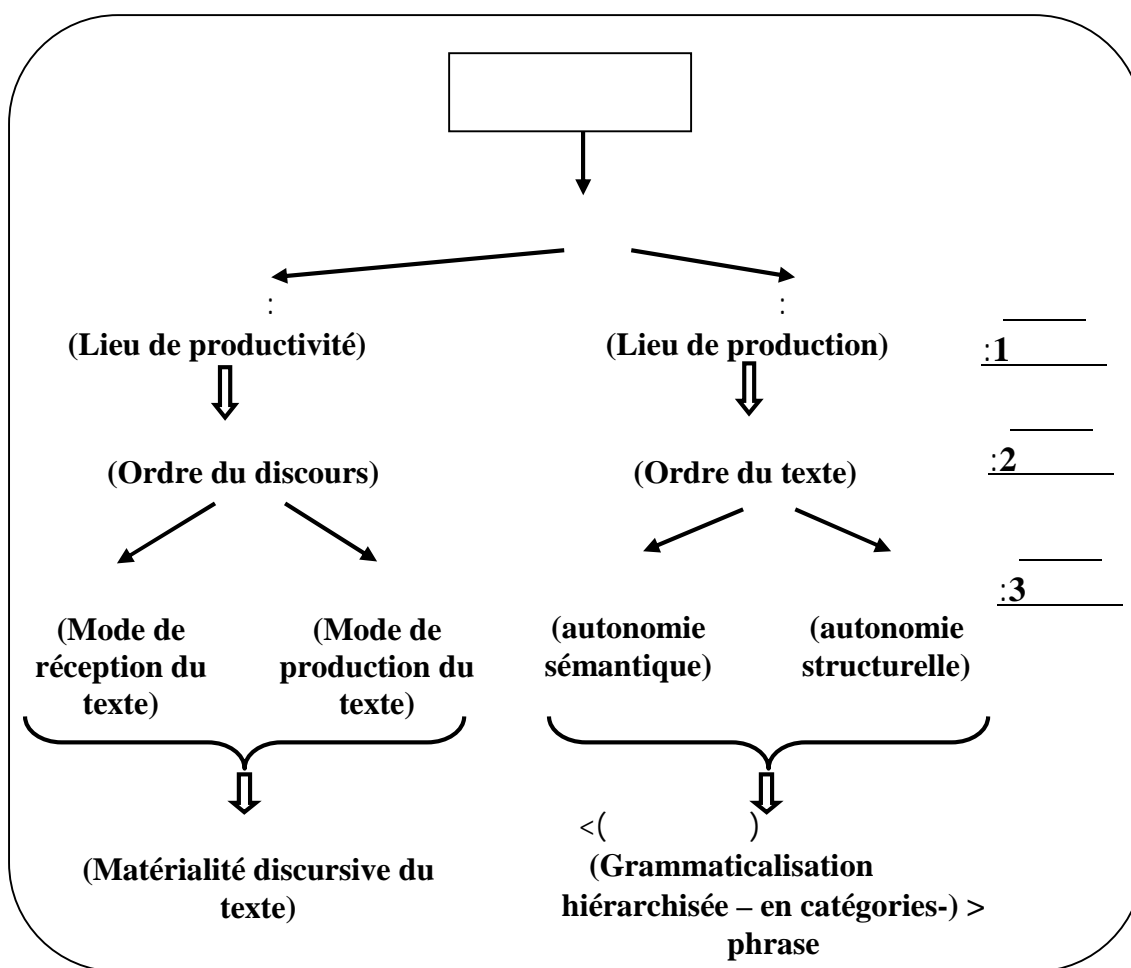 :
:
(Lieu de productivité)
(Lieu de production)
:1
(Ordre du discours)
(Ordre du texte)
:2
:3
(Mode de
réception du
texte)
(Mode de
production du
texte)
(autonomie
sémantique)
(autonomie
structurelle)
<( )
(Matérialité discursive du
texte)
(Grammaticalisation
hiérarchisée – en catégories-) >
phrase